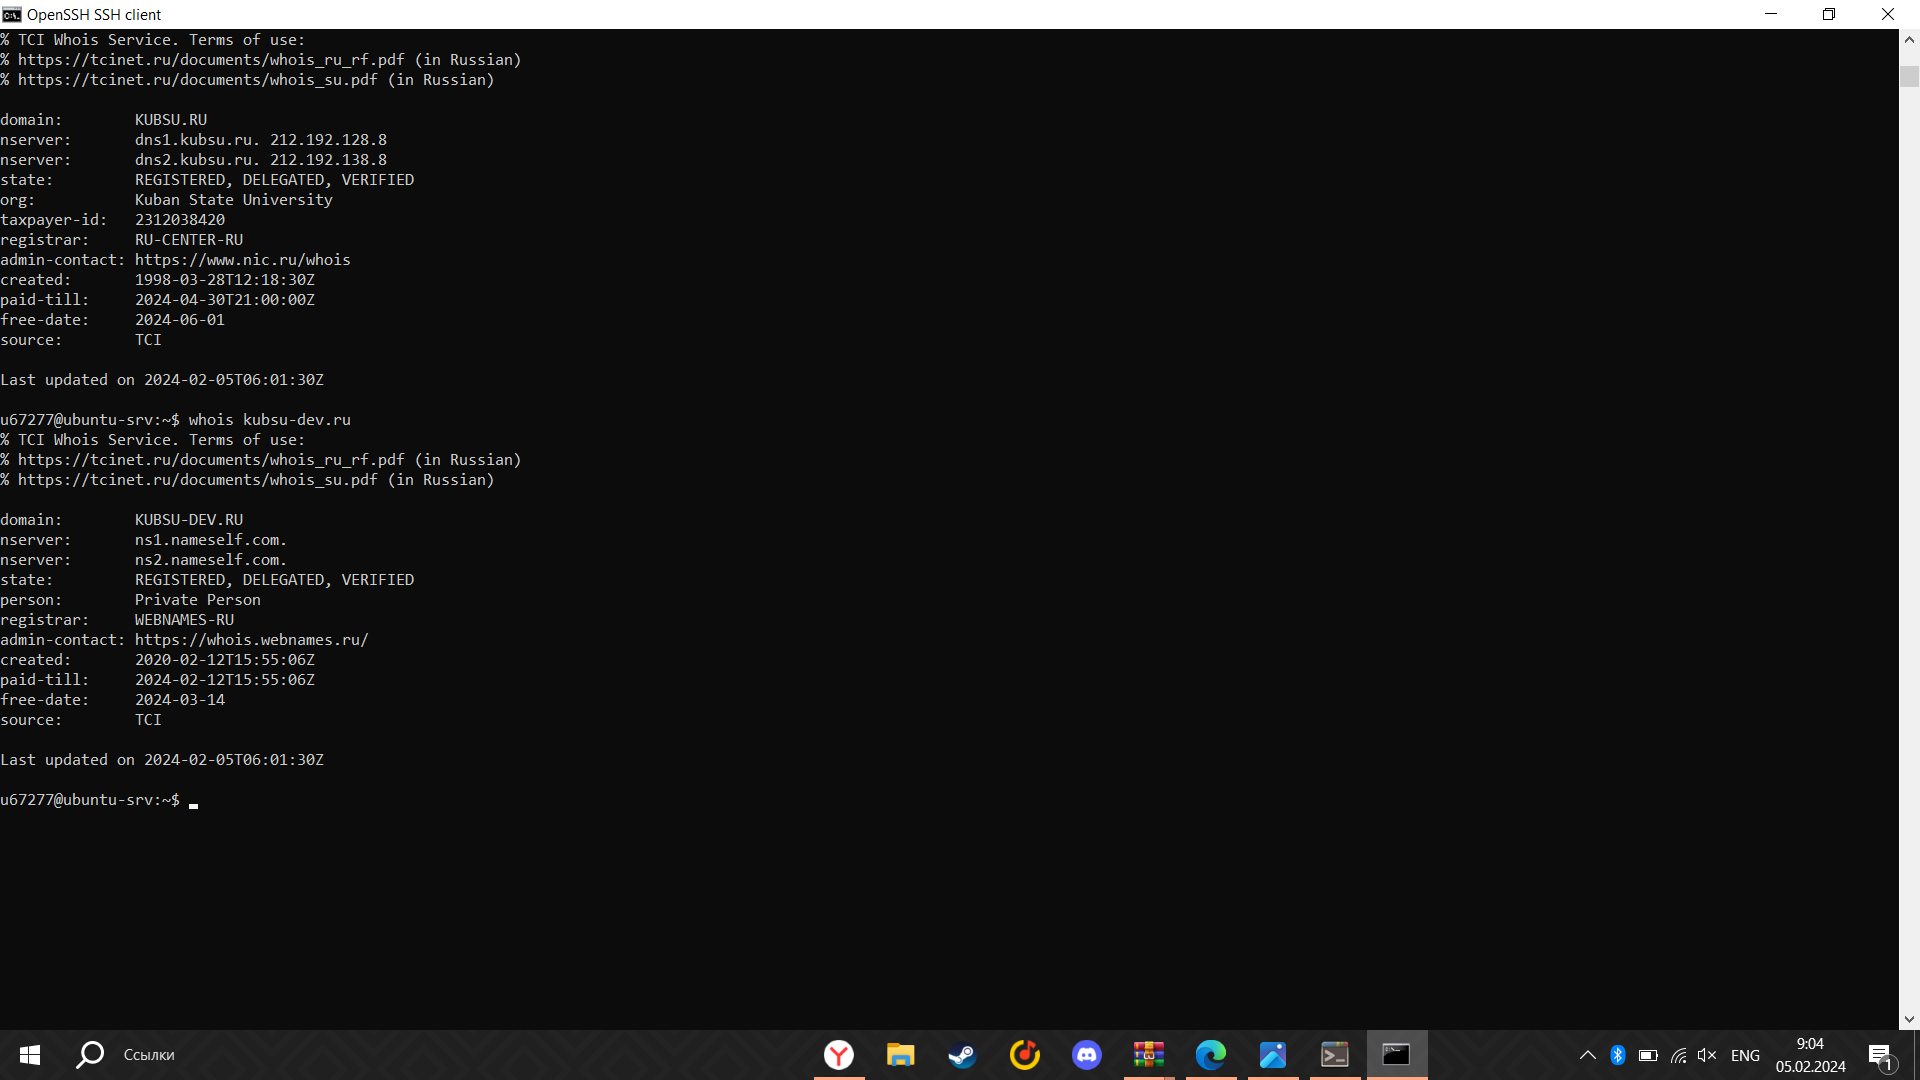 OpenSSH SSH client
% TCI Whois Service. Terms of use:
% https://tcinet.ru/documents/whois_ru_rf.pdf (in Russian)
% https://tcinet.ru/documents/whois_su.pdf (in Russian)
domain:        KUBSU.RU
nserver:       dns1.kubsu.ru. 212.192.128.8
nserver:       dns2.kubsu.ru. 212.192.138.8
state:         REGISTERED, DELEGATED, VERIFIED
org:           Kuban State University
taxpayer-id:   2312038420
registrar:     RU-CENTER-RU
admin-contact: https://www.nic.ru/whois
created:       1998-03-28T12:18:30Z
paid-till:     2024-04-30T21:00:00Z
free-date:     2024-06-01
source:        TCI
Last updated on 2024-02-05T06:01:30Z
u67277@ubuntu-srv:~$ whois kubsu-dev.ru
% TCI Whois Service. Terms of use:
% https://tcinet.ru/documents/whois_ru_rf.pdf (in Russian)
% https://tcinet.ru/documents/whois_su.pdf (in Russian)
domain:        KUBSU-DEV.RU
nserver:       ns1.nameself.com.
nserver:       ns2.nameself.com.
state:         REGISTERED, DELEGATED, VERIFIED
person:        Private Person
registrar:     WEBNAMES-RU
admin-contact: https://whois.webnames.ru/
created:       2020-02-12T15:55:06Z
paid-till:     2024-02-12T15:55:06Z
free-date:     2024-03-14
source:        TCI
Last updated on 2024-02-05T06:01:30Z
u67277@ubuntu-srv:~$
Ссылки
ENG
9:04
05.02.2024
1